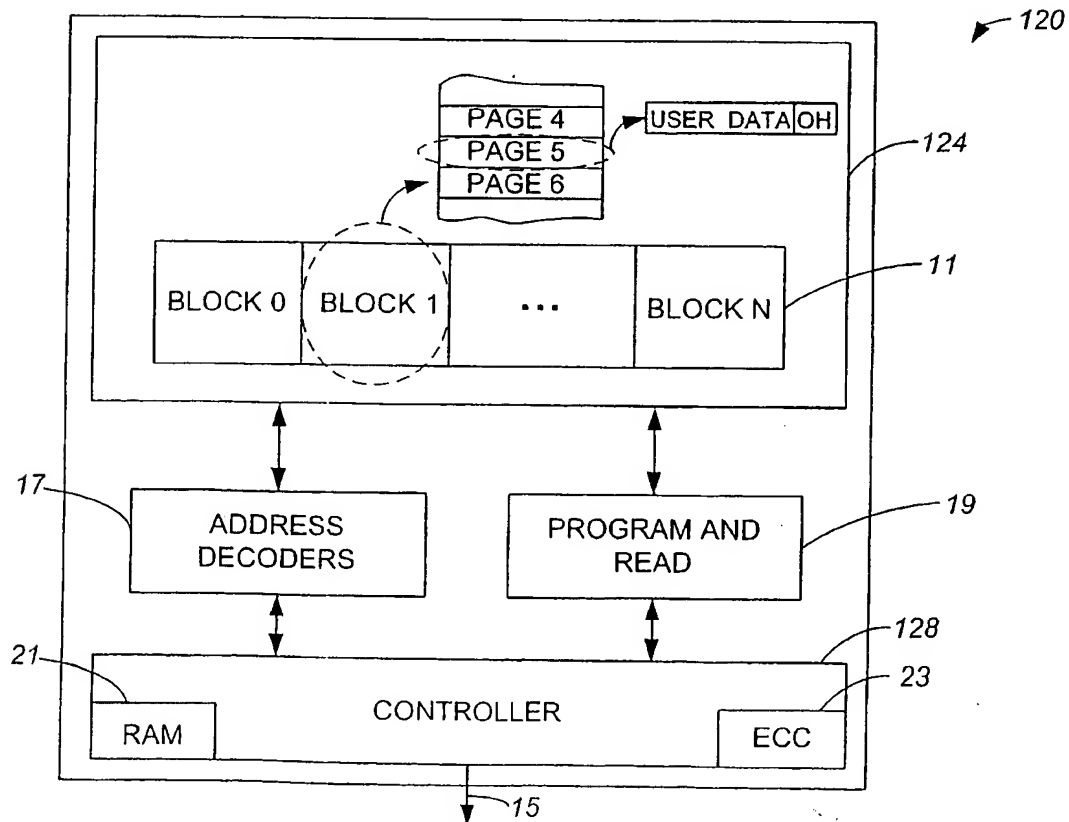 120
PAGE 4
PAGE 5
PAGE 6
USER DATA OH
124
11
BLOCK 0
BLOCK 1
...
BLOCK N
17
ADDRESS
DECODERS
PROGRAM AND
READ
19
21
128
CONTROLLER
23
RAM
ECC
15